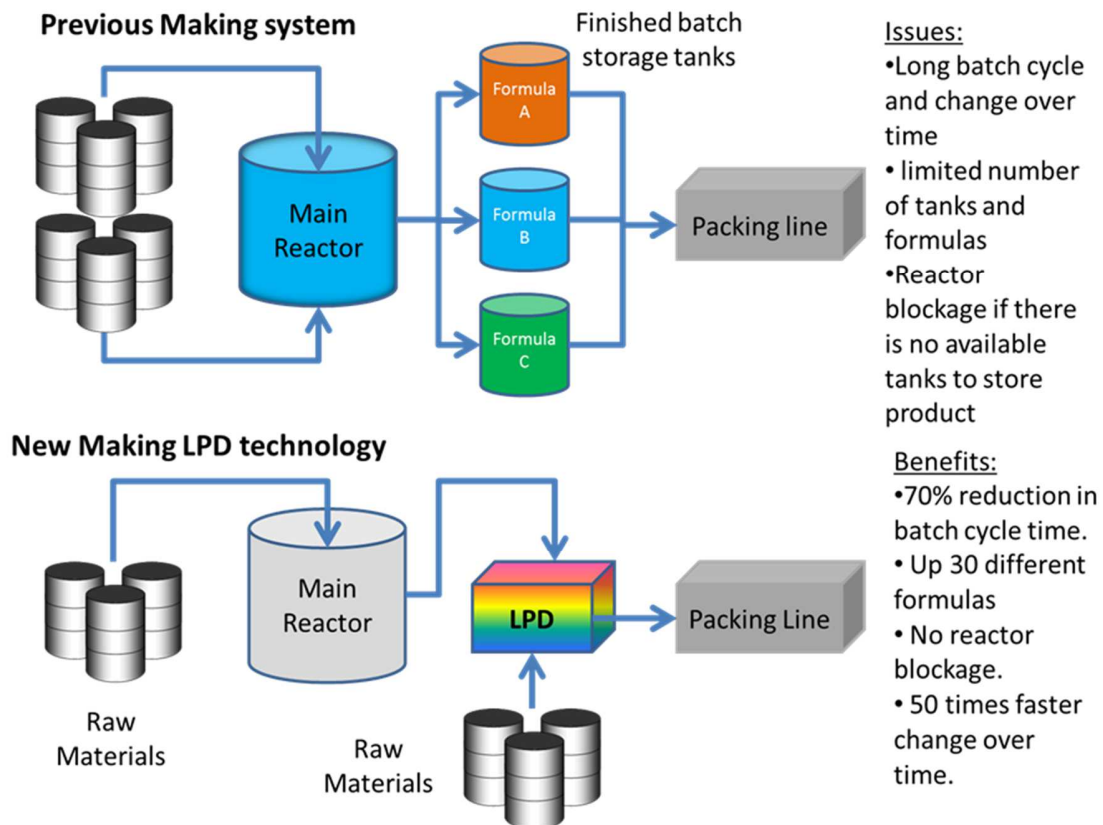 Previous Making system
Finished batch
storage tanks
Formula
A
Main
Reactor
Formula
B
Formula
C
Packing line
Issues:
•Long batch cycle
and change over
time
• limited number
of tanks and
formulas
•Reactor
blockage if there
is no available
tanks to store
product
New Making LPD technology
Main
Reactor
LPD
Packing Line
Raw
Materials
Raw
Materials
Benefits:
•70% reduction in
batch cycle time.
• Up 30 different
formulas
• No reactor
blockage.
• 50 times faster
change over
time.